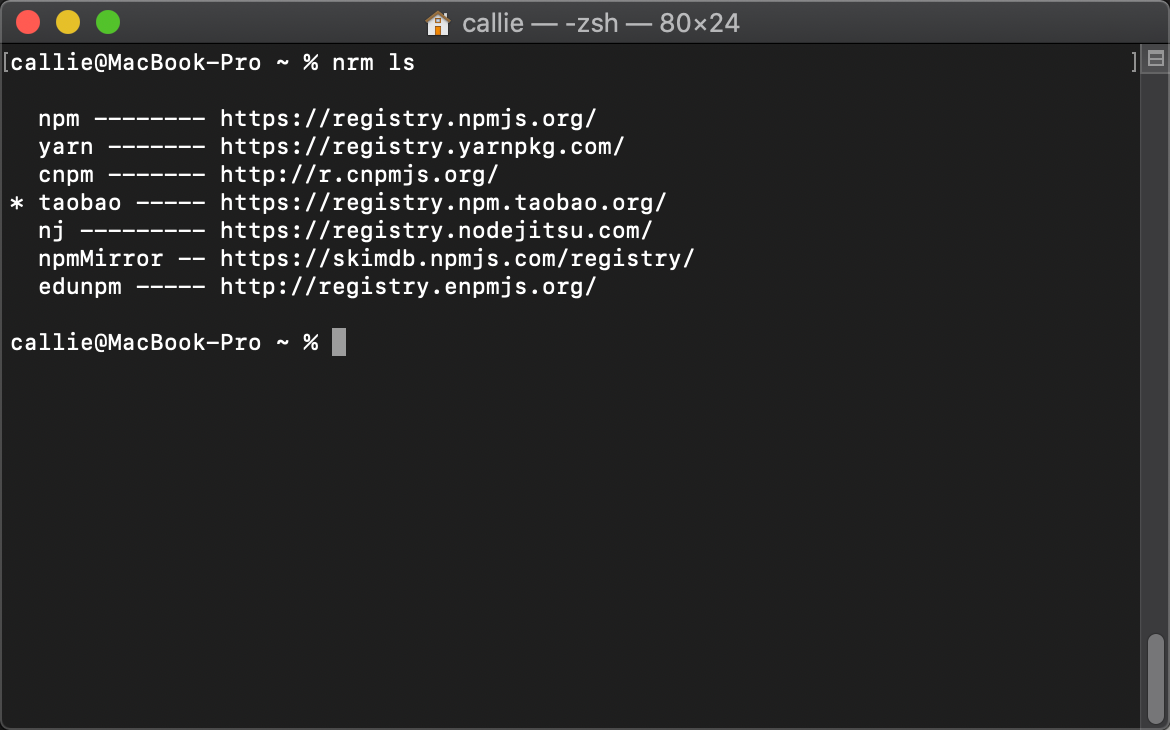 callie — -zsh — 80×24
[callie@MacBook-Pro ~ % nrm ls ]
npm -------- https://registry.npmjs.org/
yarn ------- https://registry.yarnpkg.com/
cnpm ------- http://r.cnpmjs.org/
* taobao ----- https://registry.npm.taobao.org/
nj --------- https://registry.nodejitsu.com/
npmMirror -- https://skimdb.npmjs.com/registry/
edunpm ----- http://registry.enpmjs.org/
callie@MacBook-Pro ~ %